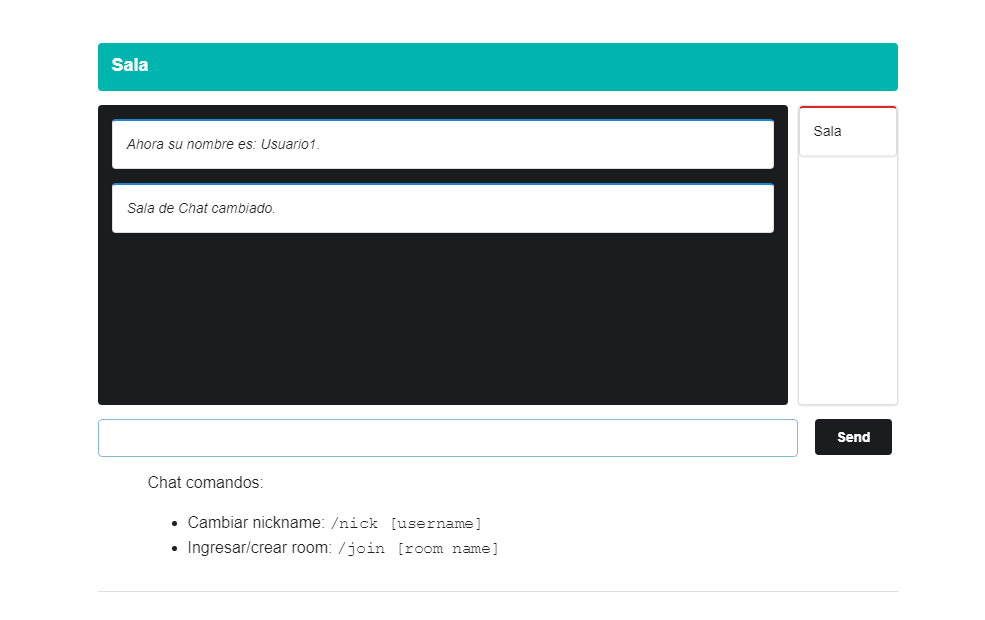 Sala
Ahora su nombre es: Usuario1.
Sala
Sala de Chat cambiado.
Send
Chat comandos:
Cambiar nickname: /nick [username]
Ingresar/crear room: /join [room name]